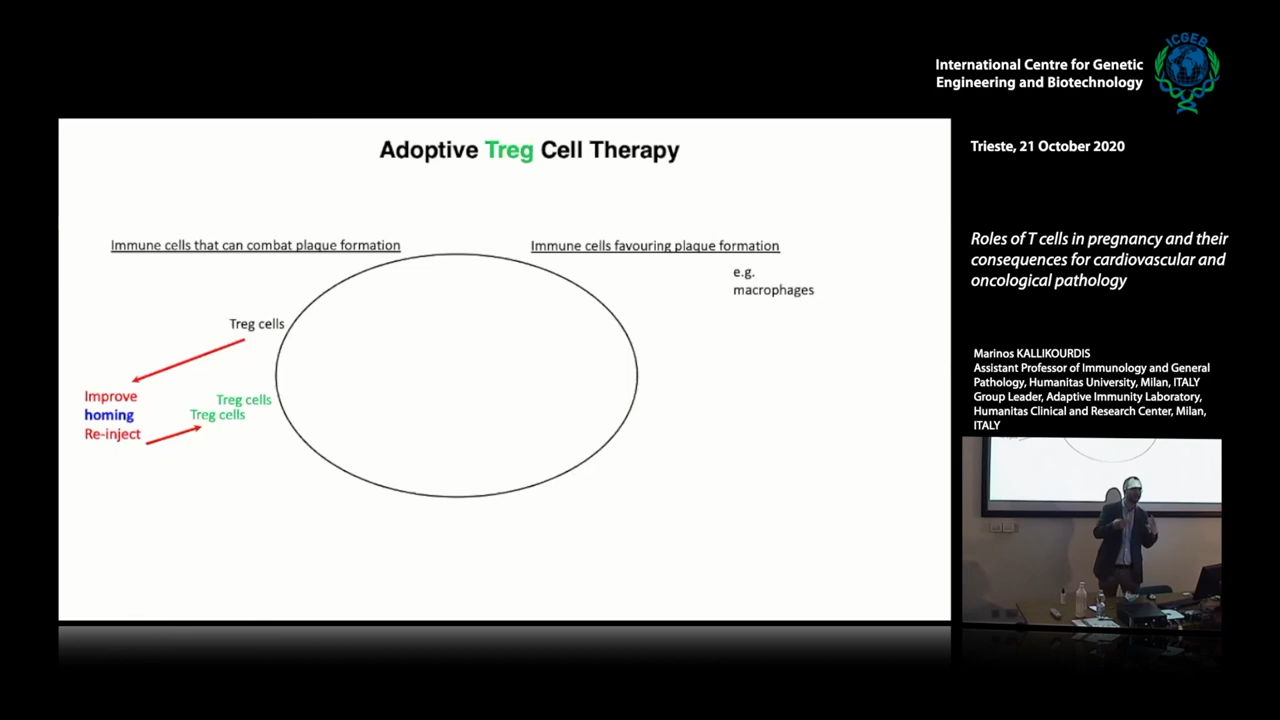 ICGEB
International Centre for Genetic
Engineering and Biotechnology
Trieste, 21 October 2020
Adoptive Treg Cell Therapy
Immune cells that can combat plaque formation
Immune cells favouring plaque formation
e.g.
macrophages
Treg cells
Improve
homing
Re-inject
Treg cells
Treg cells
Roles of T cells in pregnancy and their
consequences for cardiovascular and
oncological pathology
Marinos KALLIKOURDIS
Assistant Professor of Immunology and General
Pathology, Humanitas University, Milan, ITALY
Group Leader, Adaptive Immunity Laboratory,
Humanitas Clinical and Research Center, Milan,
ITALY